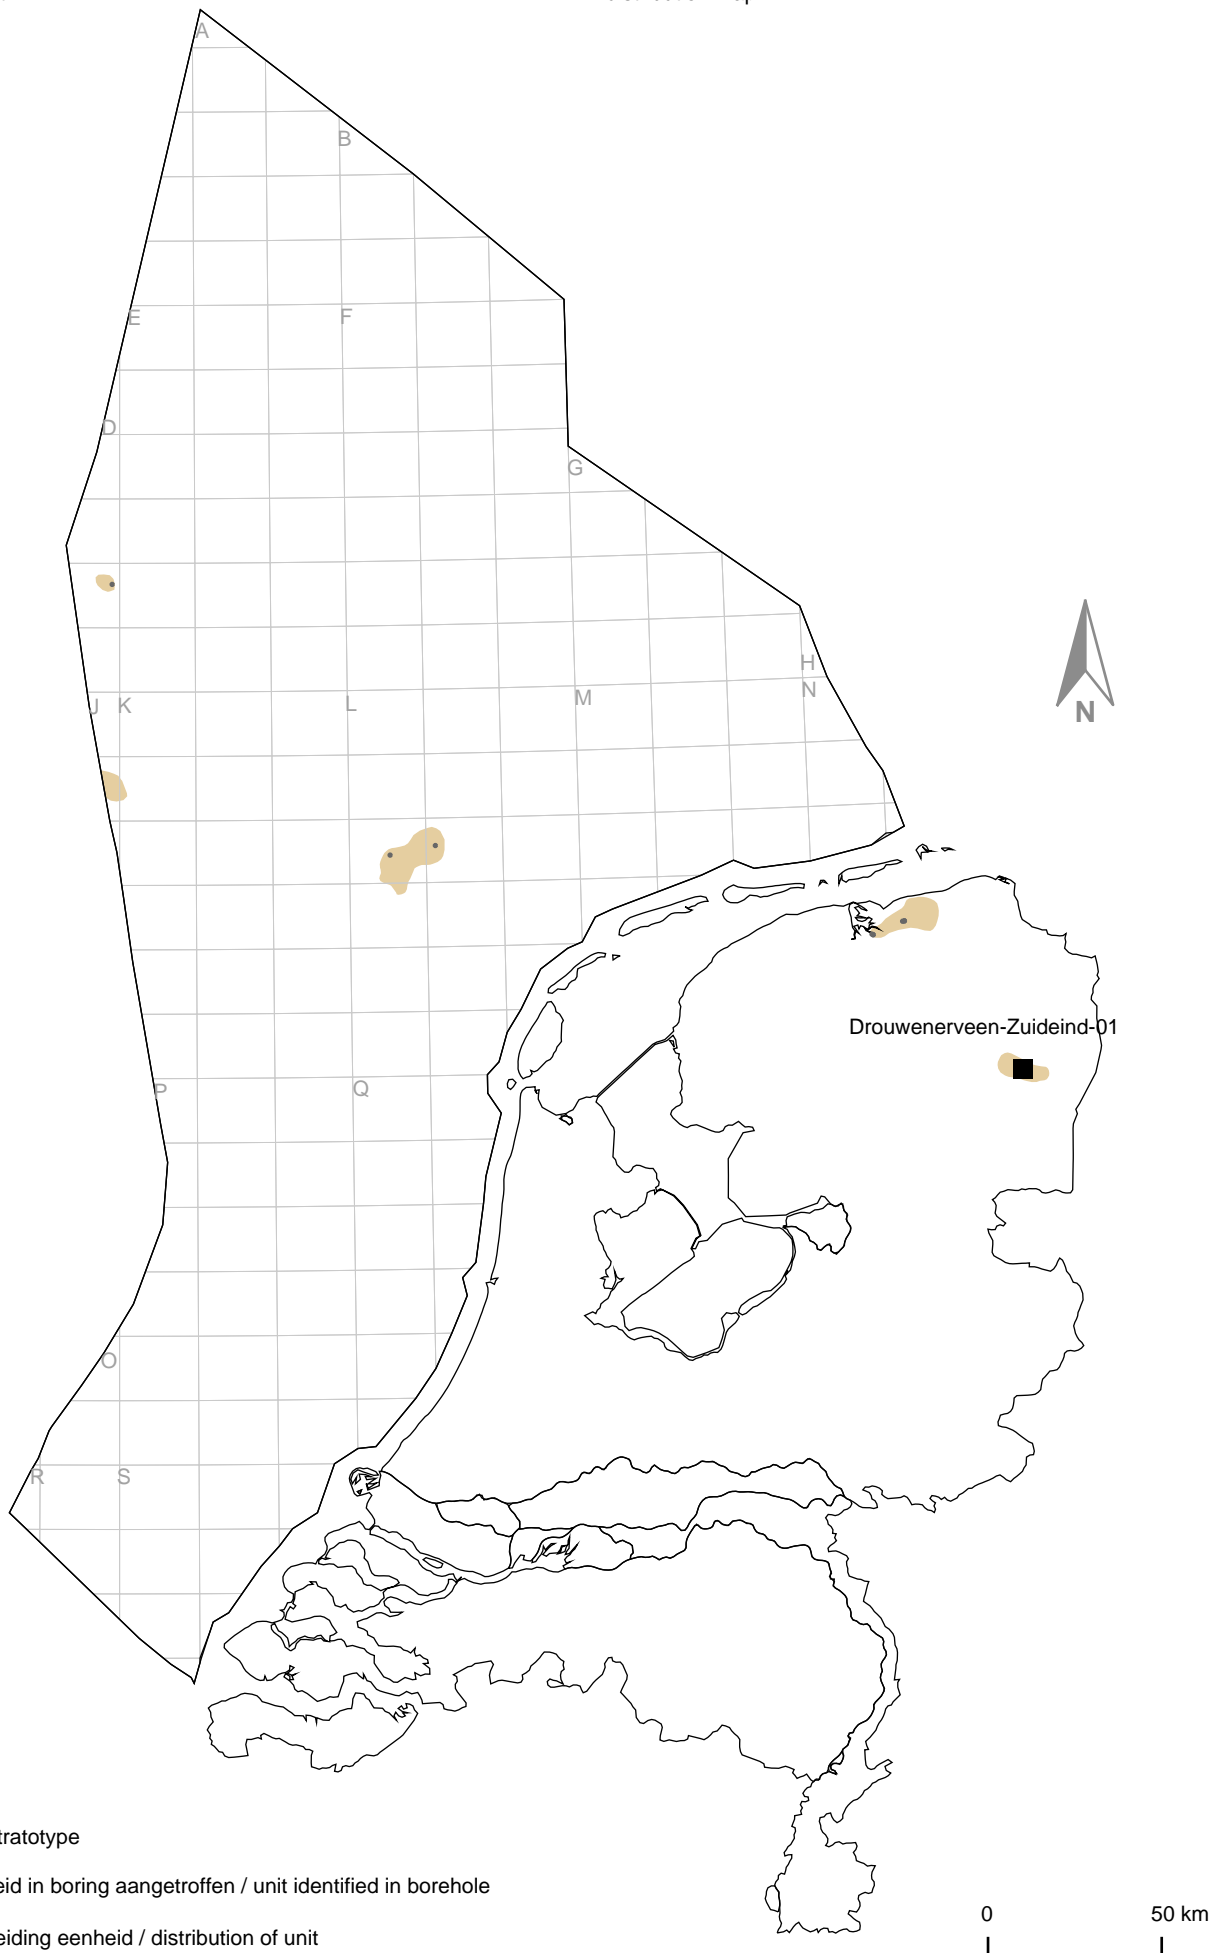 A
B
E
F
D
G
H
N
J K
L
M
N
Drouwenerveen-Zuideind-01
P
Q
O
R
S
tratotype
eid in boring aangetroffen / unit identified in borehole
eiding eenheid / distribution of unit
0
50 km